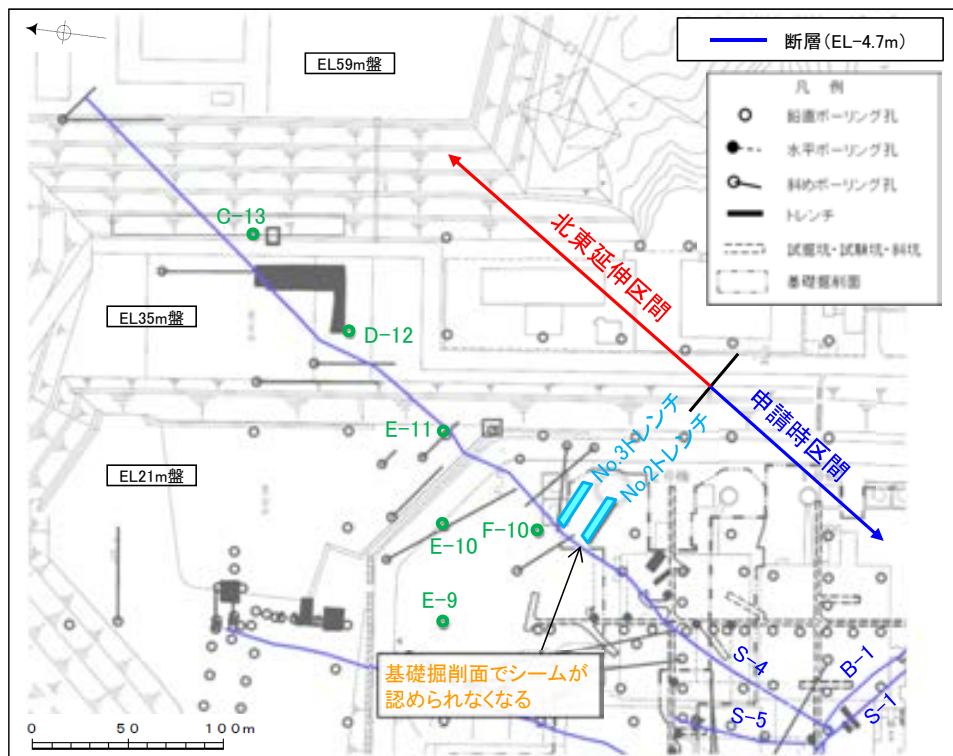 EL59m盤
断層(EL-4.7m)
凡 例
鉛直ボーリング孔
水平ボーリング孔
斜めボーリング孔
トレンチ
試掘坑・試験坑・斜坑
基礎掘削面
C-13
北東延伸区間
EL35m盤
D-12
申請時区間
E-11
No.3トレンチ
No.2トレンチ
EL21m盤
E-10
F-10
E-9
基礎掘削面でシームが
認められなくなる
S-4
B-1
S-5
S-1
0 50 100m